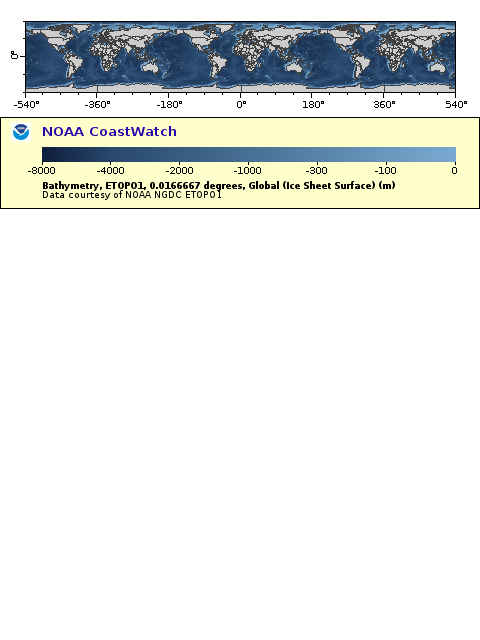 0°
-540° -360° -180° 0° 180° 360° 540°
NOAA CoastWatch
-8000 -4000 -2000 -1000 -300 -100 0
Bathymetry, ETOPO1, 0.0166667 degrees, Global (Ice Sheet Surface) (m)
Data courtesy of NOAA NGDC ETOPO1